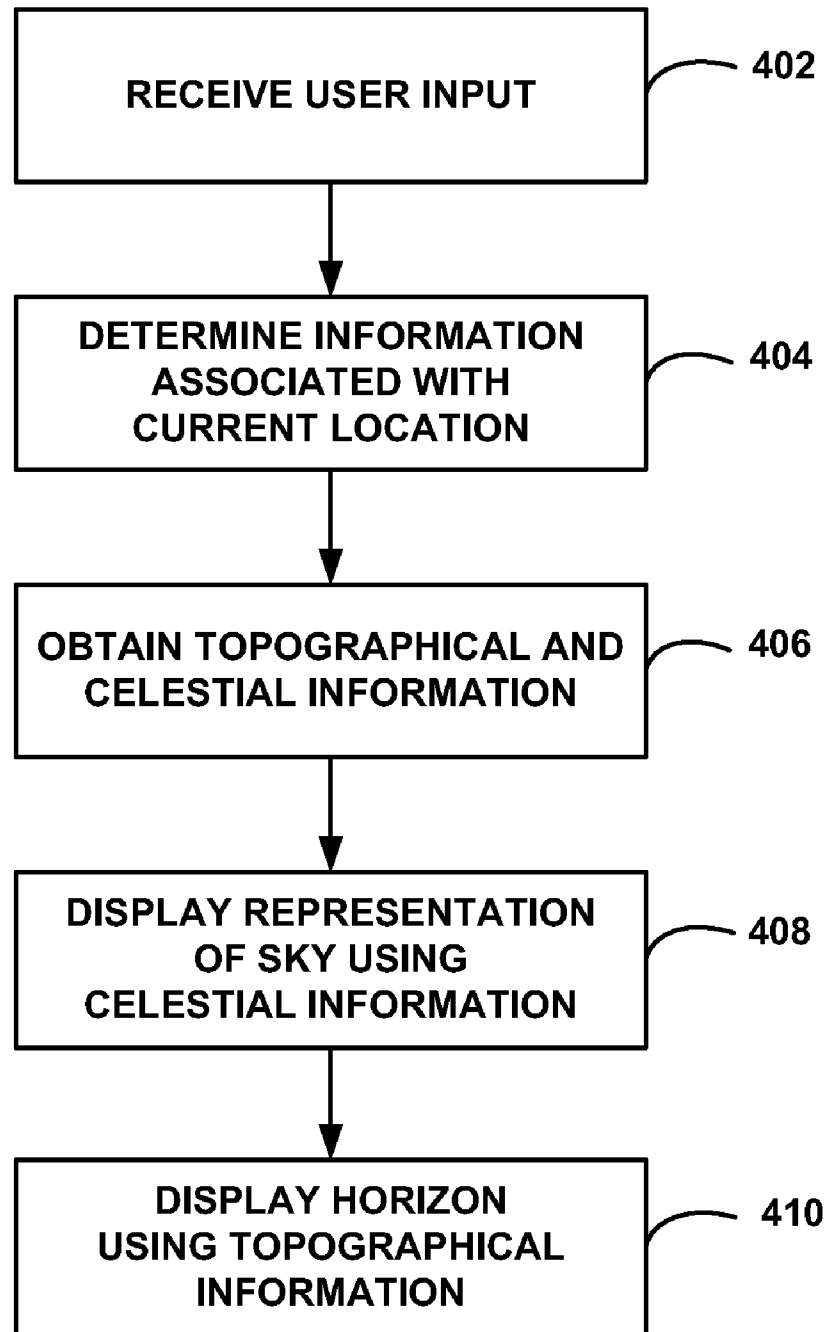 RECEIVE USER INPUT
402
DETERMINE INFORMATION
ASSOCIATED WITH
CURRENT LOCATION
404
OBTAIN TOPOGRAPHICAL AND
CELESTIAL INFORMATION
406
DISPLAY REPRESENTATION
OF SKY USING
CELESTIAL INFORMATION
408
DISPLAY HORIZON
USING TOPOGRAPHICAL
INFORMATION
410